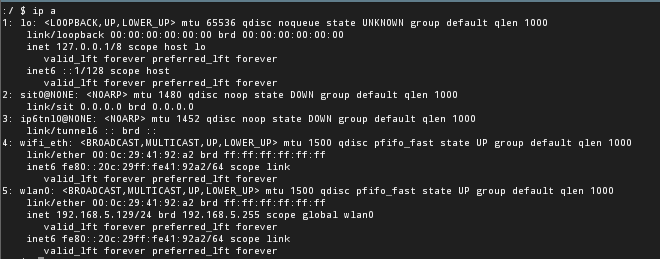 :/ $ ip a
1: lo: <LOOPBACK,UP,LOWER_UP> mtu 65536 qdisc noqueue state UNKNOWN group default qlen 1000
    link/loopback 00:00:00:00:00:00 brd 00:00:00:00:00:00
    inet 127.0.0.1/8 scope host lo
       valid_lft forever preferred_lft forever
    inet6 ::1/128 scope host
       valid_lft forever preferred_lft forever
2: sit0@NONE: <NOARP> mtu 1480 qdisc noop state DOWN group default qlen 1000
    link/sit 0.0.0.0 brd 0.0.0.0
3: ip6tnl0@NONE: <NOARP> mtu 1452 qdisc noop state DOWN group default qlen 1000
    link/tunnel6 :: brd ::
4: wifi_eth: <BROADCAST,MULTICAST,UP,LOWER_UP> mtu 1500 qdisc pfifo_fast state UP group default qlen 1000
    link/ether 00:0c:29:41:92:a2 brd ff:ff:ff:ff:ff:ff
    inet6 fe80::20c:29ff:fe41:92a2/64 scope link
       valid_lft forever preferred_lft forever
5: wlan0: <BROADCAST,MULTICAST,UP,LOWER_UP> mtu 1500 qdisc pfifo_fast state UP group default qlen 1000
    link/ether 00:0c:29:41:92:a2 brd ff:ff:ff:ff:ff:ff
    inet 192.168.5.129/24 brd 192.168.5.255 scope global wlan0
       valid_lft forever preferred_lft forever
    inet6 fe80::20c:29ff:fe41:92a2/64 scope link
       valid_lft forever preferred_lft forever